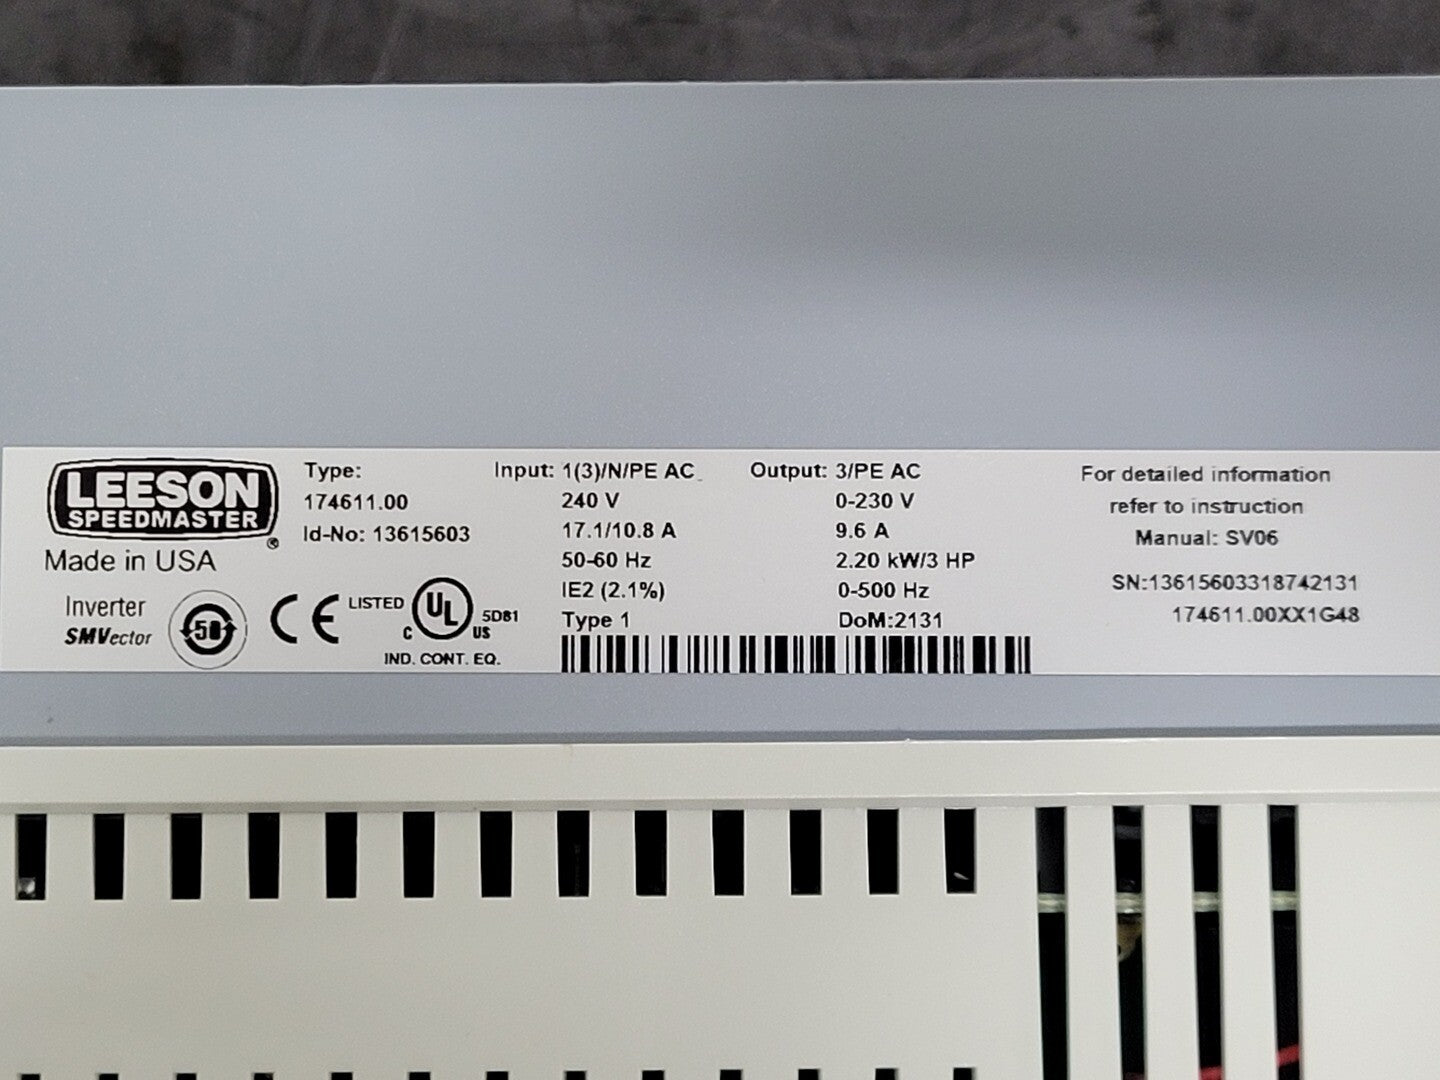 LEESON
SPEEDMASTER
®
Made in USA
Inverter
SMVector
50
CE
LISTED
C UL US
5D81
IND. CONT. EQ.
Type:
174611.00
Id-No: 13615603
Input: 1(3)/N/PE AC
240 V
17.1/10.8 A
50-60 Hz
IE2 (2.1%)
Type 1
Output: 3/PE AC
0-230 V
9.6 A
2.20 kW/3 HP
0-500 Hz
DoM:2131
For detailed information
refer to instruction
Manual: SV06
SN:13615603318742131
174611.00XX1G48